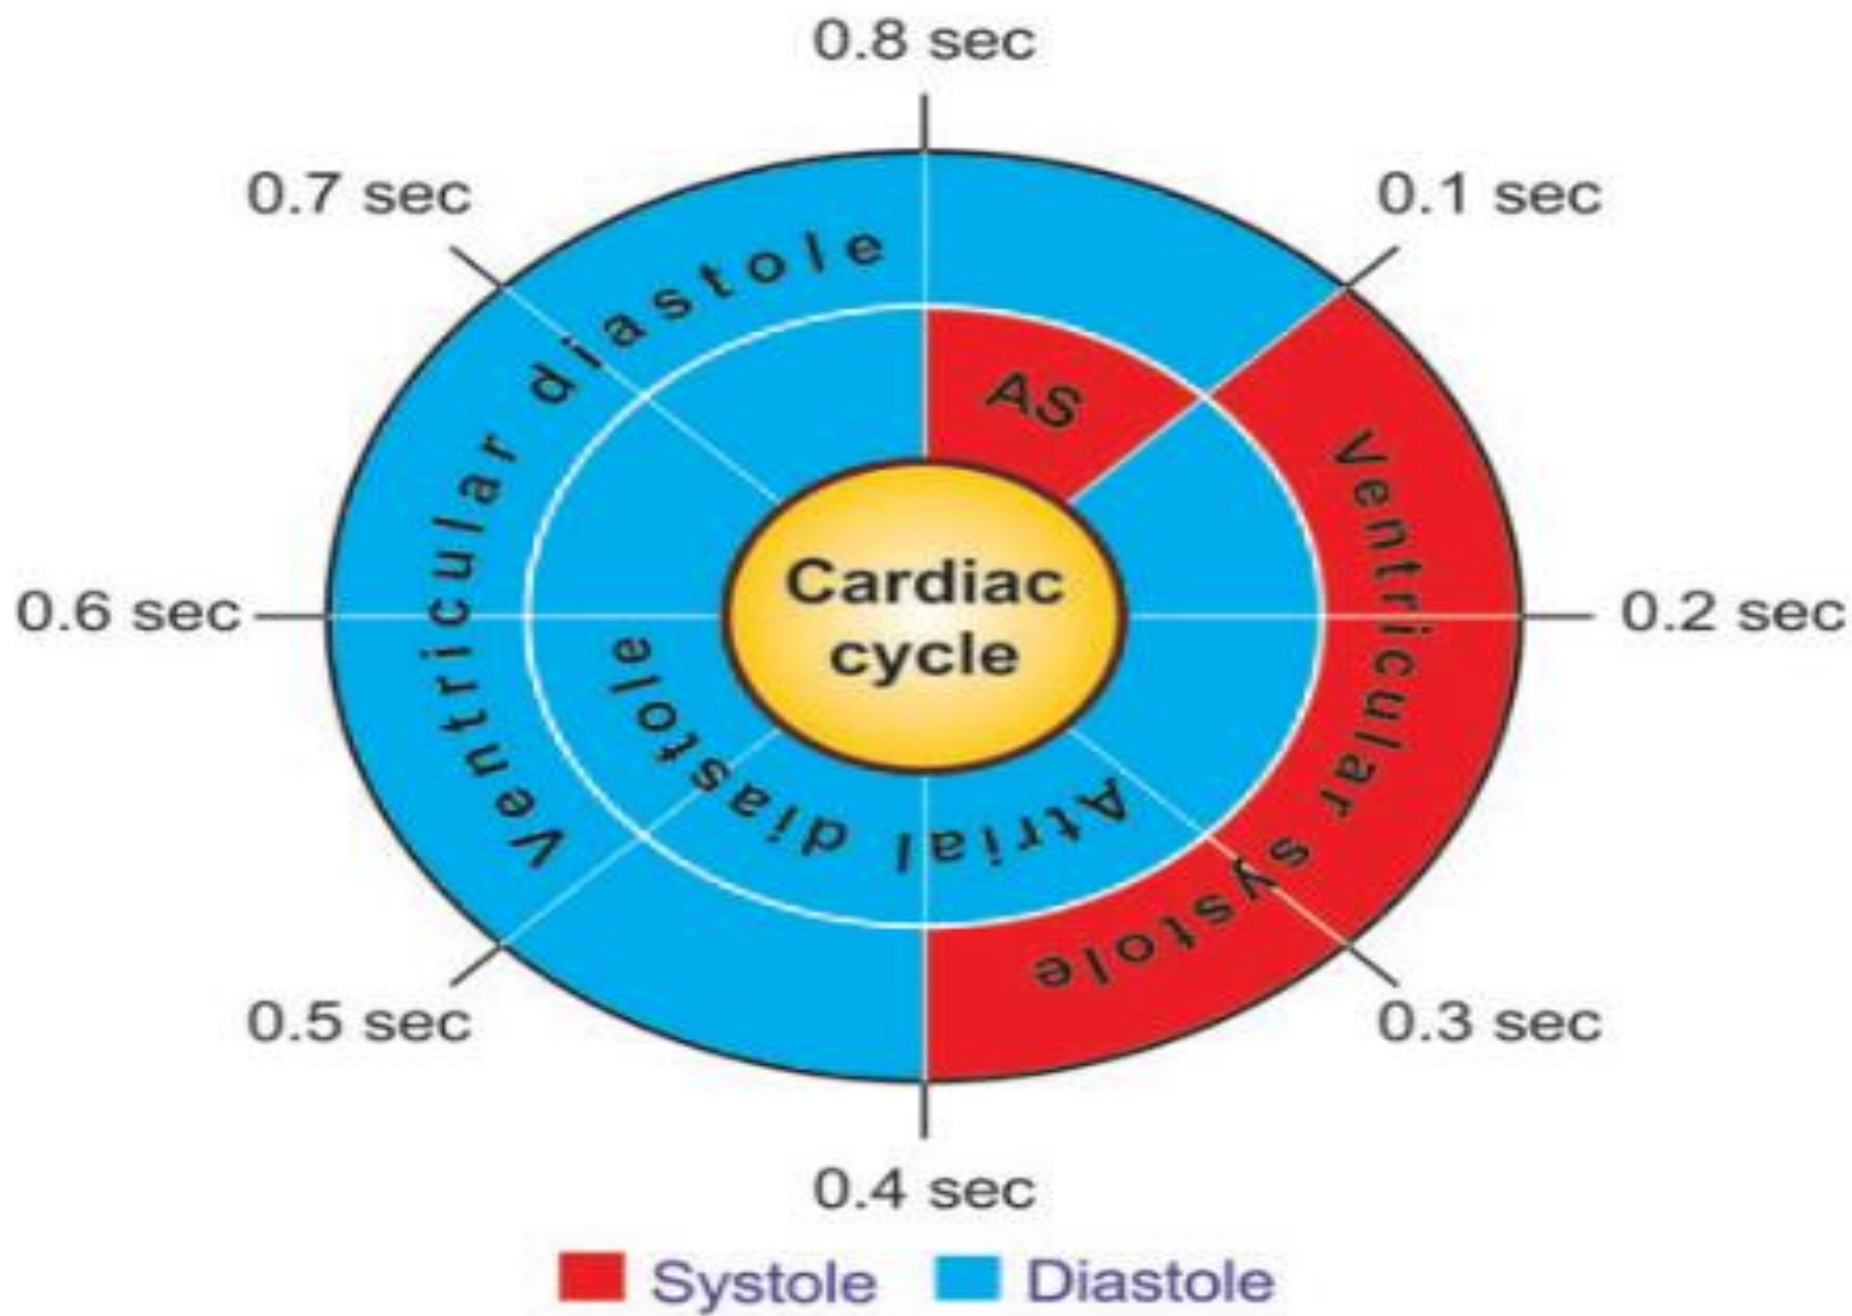 0.8 sec
0.7 sec
0.1 sec
Ventricular diastole
AS
Ventricular systole
Cardiac
cycle
0.6 sec
0.2 sec
Atrial diastole
0.5 sec
0.3 sec
0.4 sec
Systole
Diastole